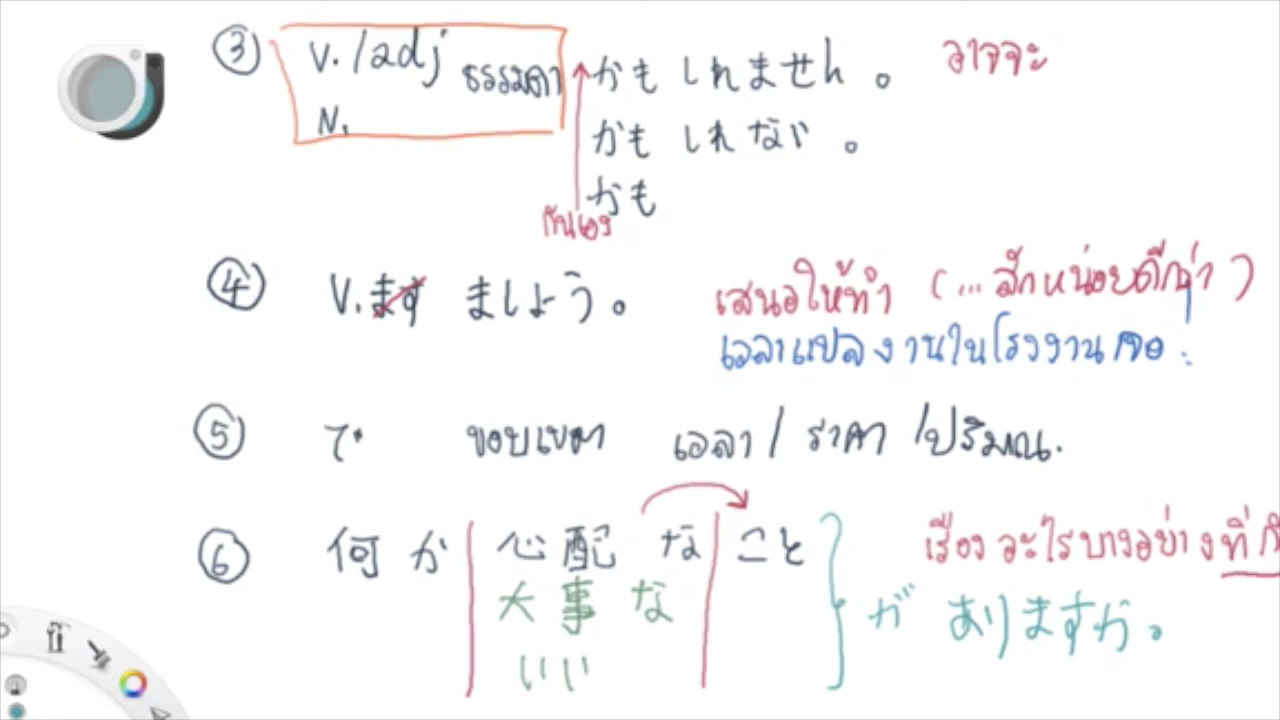 ③ V./adj ธรรมดา かもしれません。 อาจจะ
N. かもしれない。
かも
กันเอง
④ V.ます ましょう。 เสนอให้ทำ (...สักหน่อยดีกว่า)
เวลาแปลงานในโรงงานเจอ
⑤ で 
ขอบเขต เวลา / ราคา /ปริมาณ.
⑥ 何か 心配な こと เรื่องอะไรบางอย่างที่
大事な が ありますか。
いい